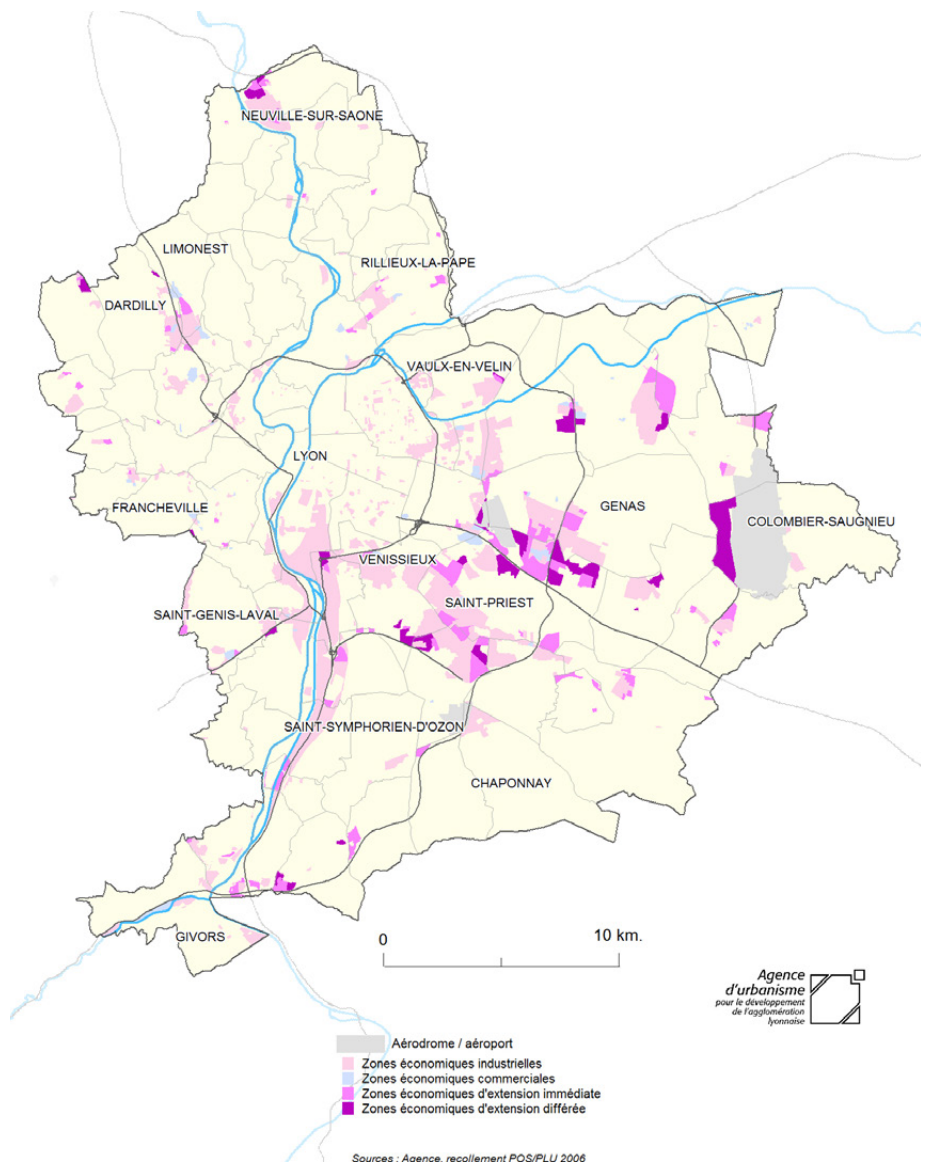 NEUVILLE-SUR-SAONE
LIMONEST
RILLIEUX-LA-PAPE
DARDILLY
VAULX-EN-VELIN
LYON
FRANCHEVILLE
GENAS
COLOMBIER-SAUGNIEU
VENISSIEUX
SAINT-GENIS-LAVAL
SAINT-PRIEST
SAINT-SYMPHORIEN-D'OZON
CHAPONNAY
GIVORS
0 10 km.
Agence
d'urbanisme
pour le développement
de l'agglomération
lyonnaise
Aérodrome / aéroport
Zones économiques industrielles
Zones économiques commerciales
Zones économiques d'extension immédiate
Zones économiques d'extension différée
Sources : Agence, recollement POS/PLU 2006